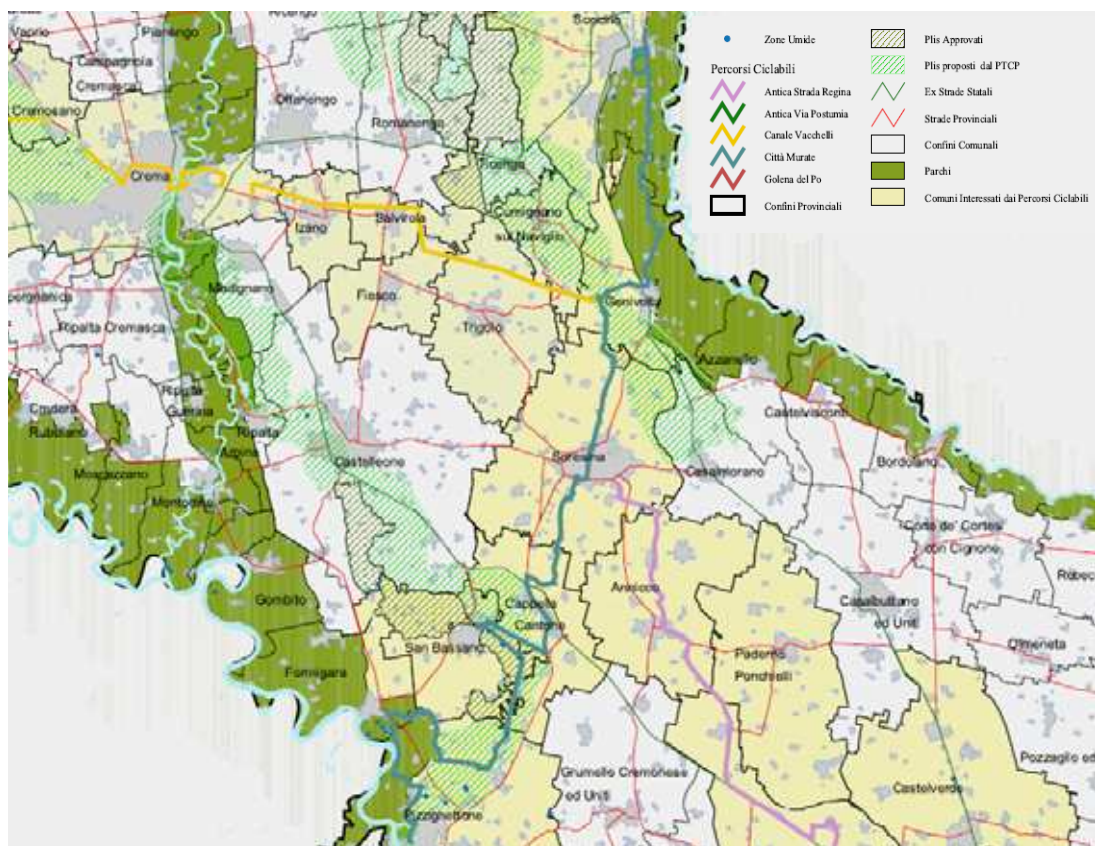 Zone Umide
Percorsi Ciclabili
Antica Strada Regina
Antica Via Postumia
Canale Vacchelli
Città Murate
Golena del Po
Confini Provinciali
Plis Approvati
Plis proposti dal PTCP
Ex Strade Statali
Strade Provinciali
Confini Comunali
Parchi
Comuni Interessati dai Percorsi Ciclabili
Vaprio
Pianengo
Campagnola
Cremasca
Cremosano
Offanengo
Romanengo
Soncino
Ticengo
Crema
Izano
Salvirola
Cumignano
sul Naviglio
Madignano
Fiesco
Trigolo
Genivolta
Ripalta Cremasca
Azzanello
Castelvisconti
Ripalta
Guerina
Ripalta
Arpina
Rubbiano
Moscazzano
Montodine
Castelleone
Soresina
Casalmorano
Bordolano
Corte de' Cortesi
con Cignone
Gombito
Cappella
Cantone
Annicco
Casalbuttano
ed Uniti
Olmeneta
San Bassano
Formigara
Paderno
Ponchielli
Grumello Cremonese
ed Uniti
Pozzaglio ed
Castelverde
Pizzighettone